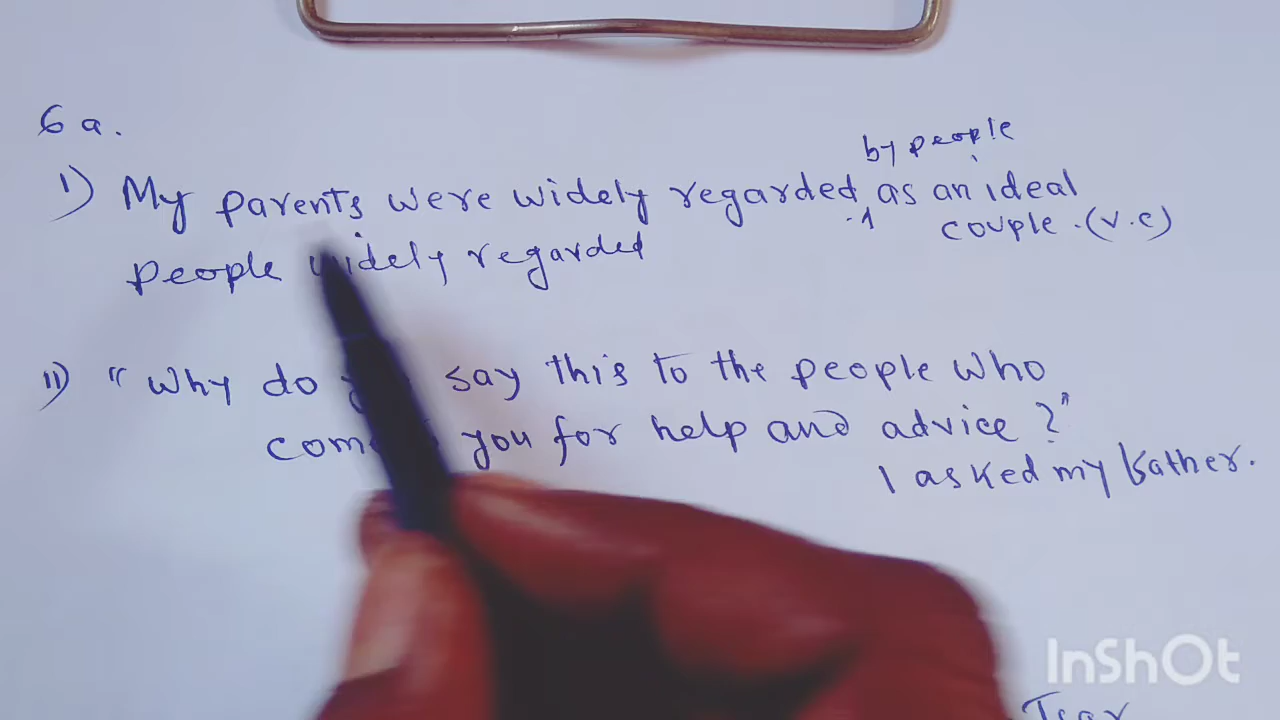 6 a.
by people
1) My parents were widely regarded as an ideal
couple. (v.c)
People widely regarded
11) "Why do say this to the people who
you for help and advice?"
I asked my father.
InShOt